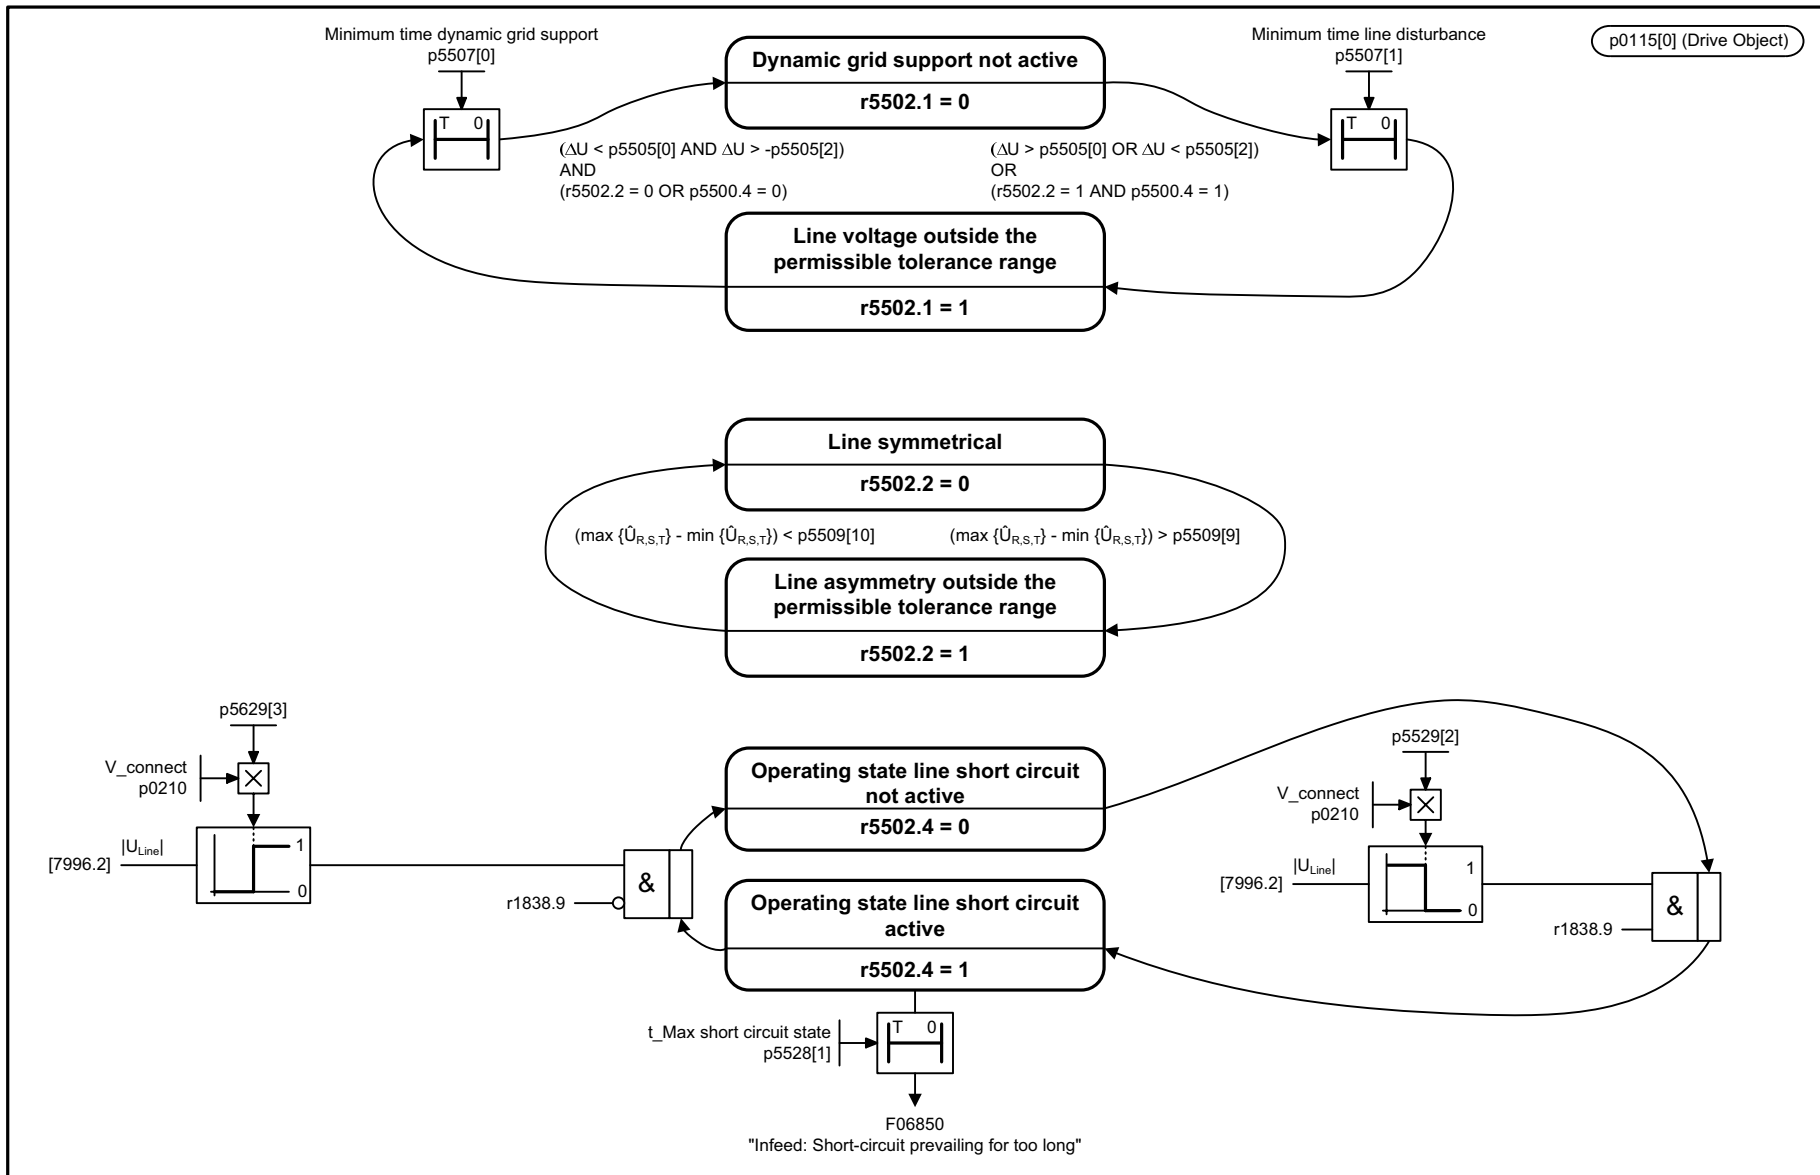 Minimum time dynamic grid support
p5507[0]
T 0
Dynamic grid support not active
r5502.1 = 0
Minimum time line disturbance
p5507[1]
T 0
p0115[0] (Drive Object)
(ΔU < p5505[0] AND ΔU > -p5505[2])
AND
(r5502.2 = 0 OR p5500.4 = 0)
(ΔU > p5505[0] OR ΔU < p5505[2])
OR
(r5502.2 = 1 AND p5500.4 = 1)
Line voltage outside the
permissible tolerance range
r5502.1 = 1
Line symmetrical
r5502.2 = 0
(max {ÛR,S,T} - min {ÛR,S,T}) < p5509[10]
(max {ÛR,S,T} - min {ÛR,S,T}) > p5509[9]
Line asymmetry outside the
permissible tolerance range
r5502.2 = 1
p5629[3]
V_connect
p0210
[7996.2]
|ULine|
1
0
r1838.9
&
Operating state line short circuit
not active
r5502.4 = 0
Operating state line short circuit
active
r5502.4 = 1
p5529[2]
V_connect
p0210
[7996.2]
|ULine|
1
0
r1838.9
&
t_Max short circuit state
p5528[1]
T 0
F06850
"Infeed: Short-circuit prevailing for too long"